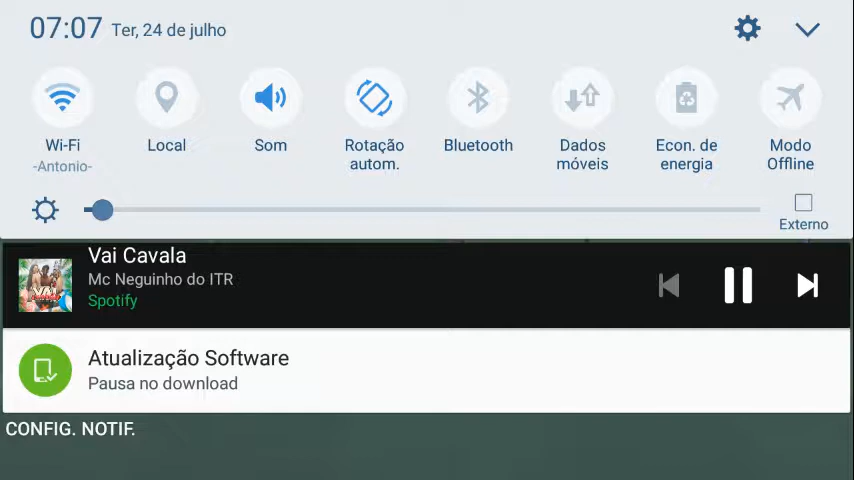 07:07 Ter, 24 de julho
Wi-Fi
-Antonio-
Local
Som
Rotação
autom.
Bluetooth
Dados
móveis
Econ. de
energia
Modo
Offline
Externo
Vai Cavala
Mc Neguinho do ITR
Spotify
Atualização Software
Pausa no download
CONFIG. NOTIF.